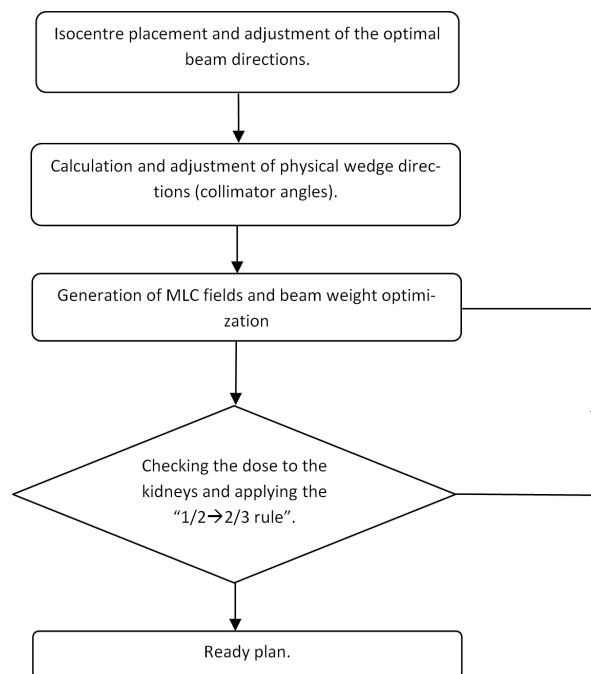 Isocentre placement and adjustment of the optimal
beam directions.
Calculation and adjustment of physical wedge direc-
tions (collimator angles).
Generation of MLC fields and beam weight optimi-
zation
Checking the dose to the
kidneys and applying the
“1/2→2/3 rule”.
Ready plan.